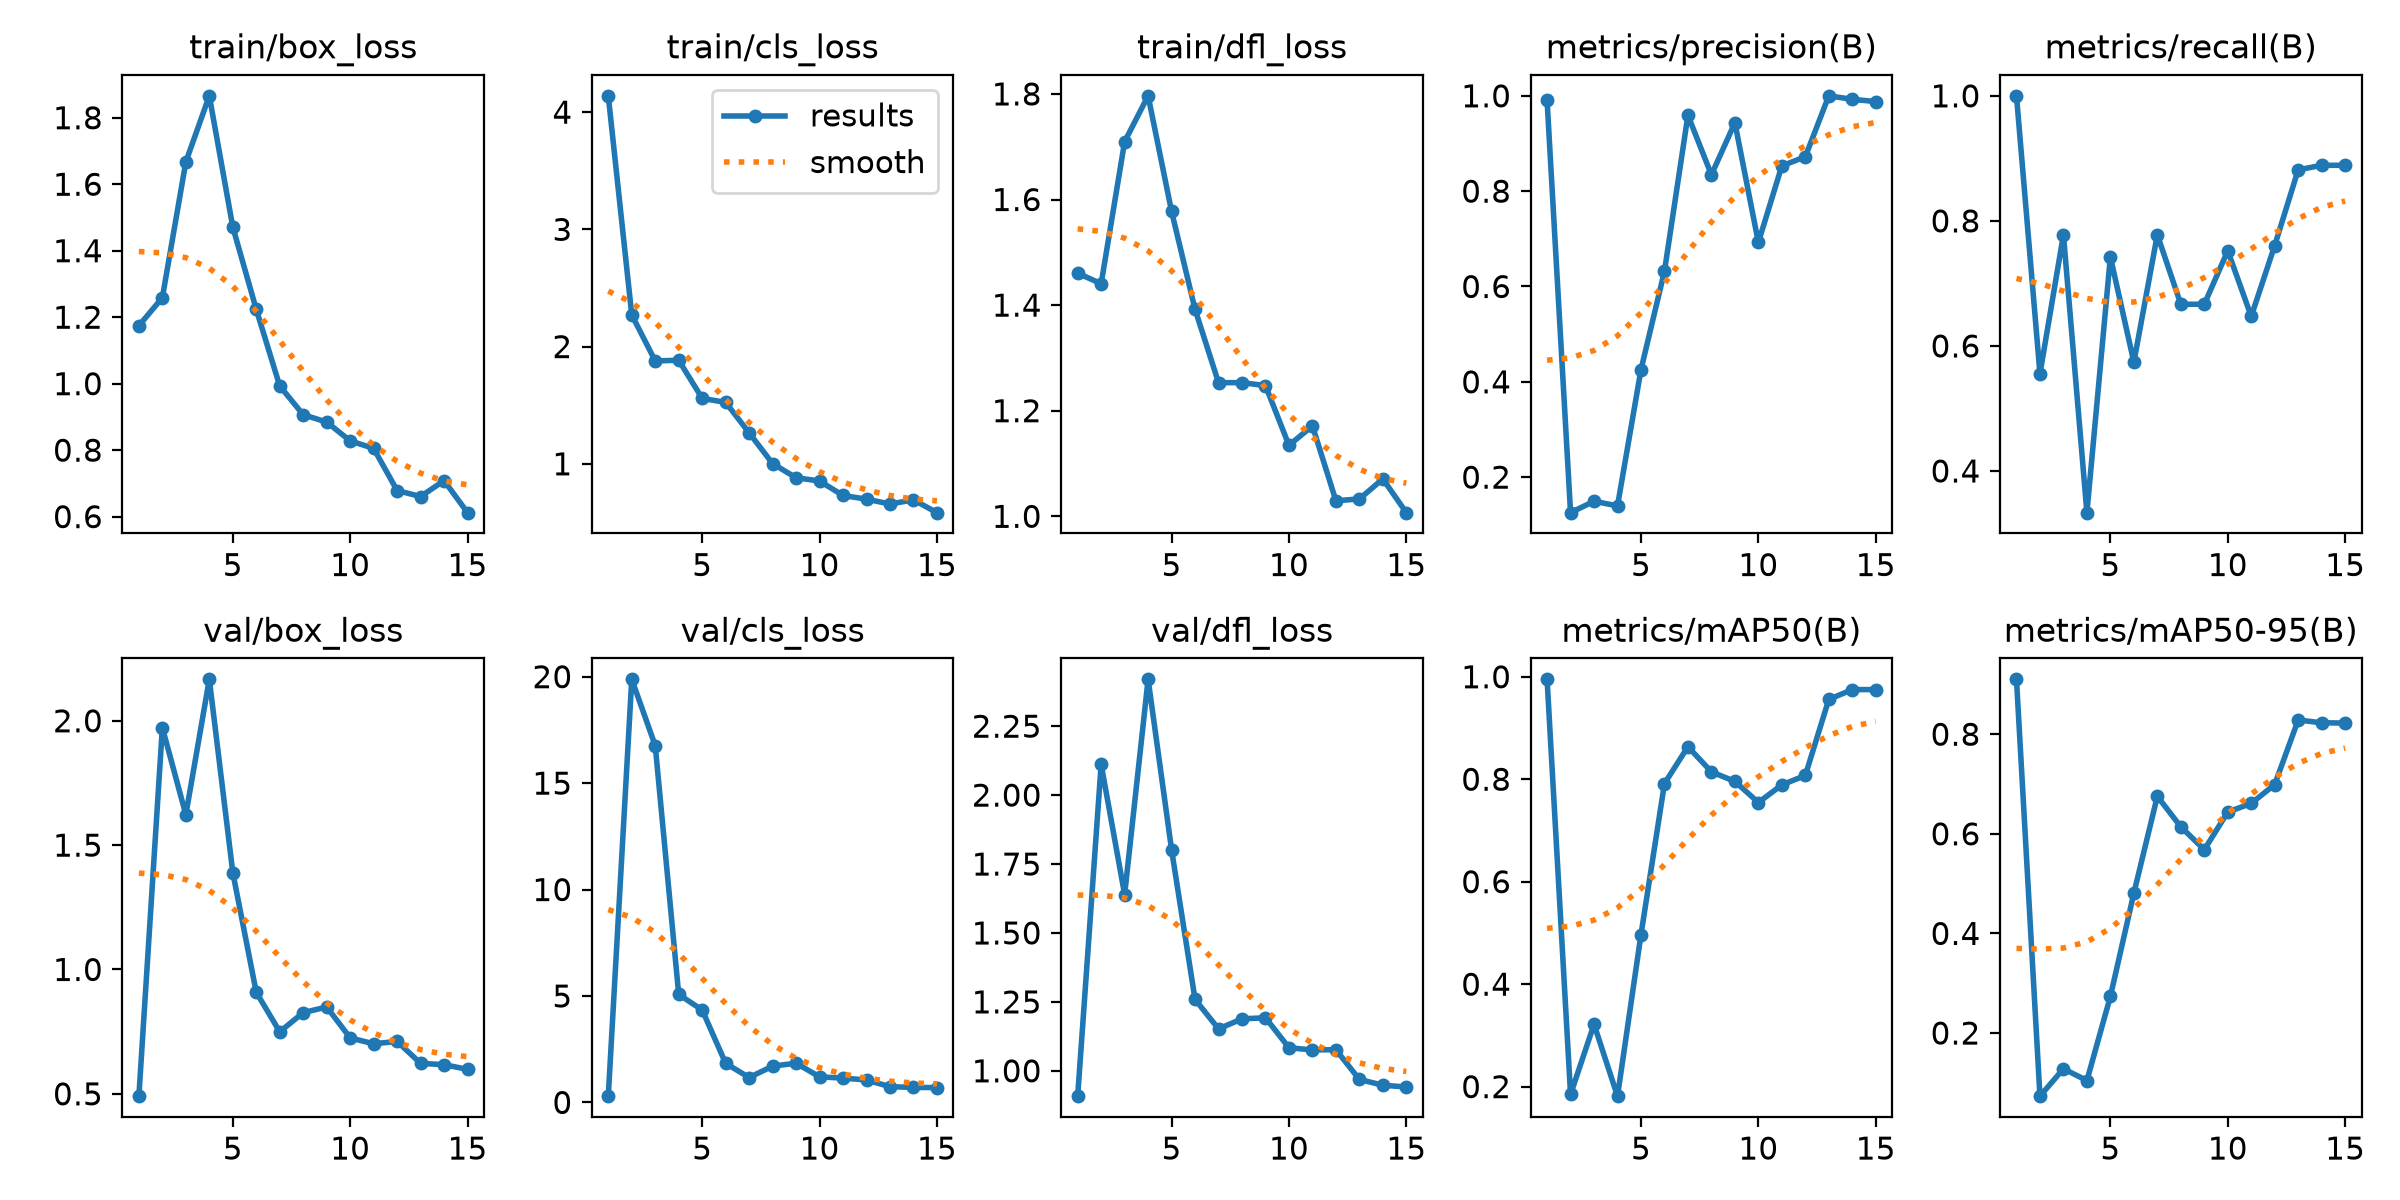 train/box_loss
train/cls_loss
train/dfl_loss
metrics/precision(B)
metrics/recall(B)
1.8
1.6
1.4
1.2
1.0
0.8
0.6
5 10 15
results
smooth
4
3
2
1
5 10 15
1.8
1.6
1.4
1.2
1.0
5 10 15
1.0
0.8
0.6
0.4
0.2
5 10 15
1.0
0.8
0.6
0.4
5 10 15
val/box_loss
val/cls_loss
val/dfl_loss
metrics/mAP50(B)
metrics/mAP50-95(B)
2.0
1.5
1.0
0.5
5 10 15
20
15
10
5
0
5 10 15
2.25
2.00
1.75
1.50
1.25
1.00
5 10 15
1.0
0.8
0.6
0.4
0.2
5 10 15
0.8
0.6
0.4
0.2
5 10 15